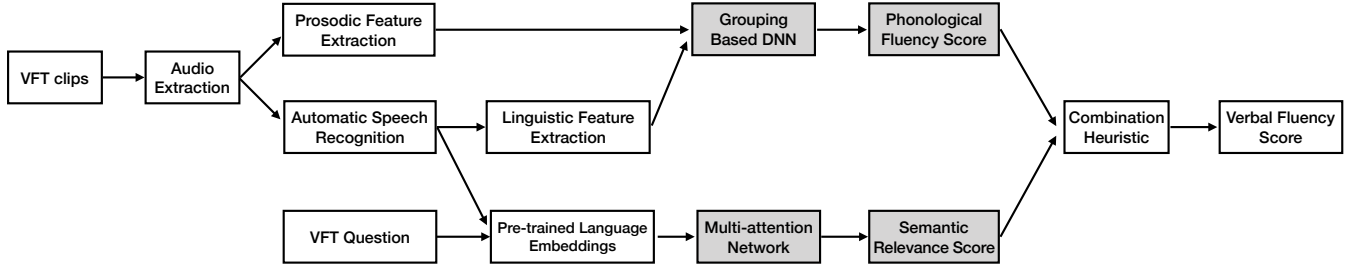 Prosodic Feature
Extraction
Grouping
Based DNN
Phonological
Fluency Score
VFT clips
Audio
Extraction
Automatic Speech
Recognition
Linguistic Feature
Extraction
Combination
Heuristic
Verbal Fluency
Score
VFT Question
Pre-trained Language
Embeddings
Multi-attention
Network
Semantic
Relevance Score